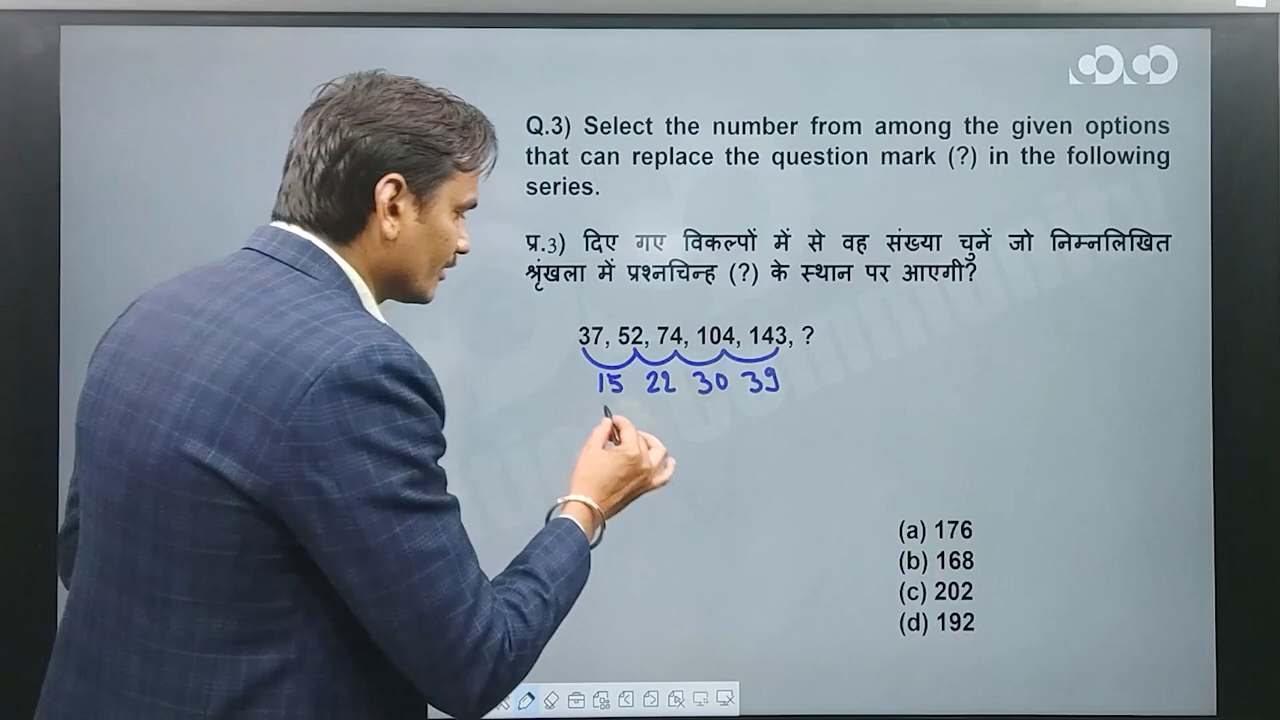 Q.3) Select the number from among the given options
that can replace the question mark (?) in the following
series.
प्र.3) दिए गए विकल्पों में से वह संख्या चुनें जो निम्नलिखित
श्रृंखला में प्रश्नचिन्ह (?) के स्थान पर आएगी?
37, 52, 74, 104, 143, ?
15 22 30 39
(a) 176
(b) 168
(c) 202
(d) 192